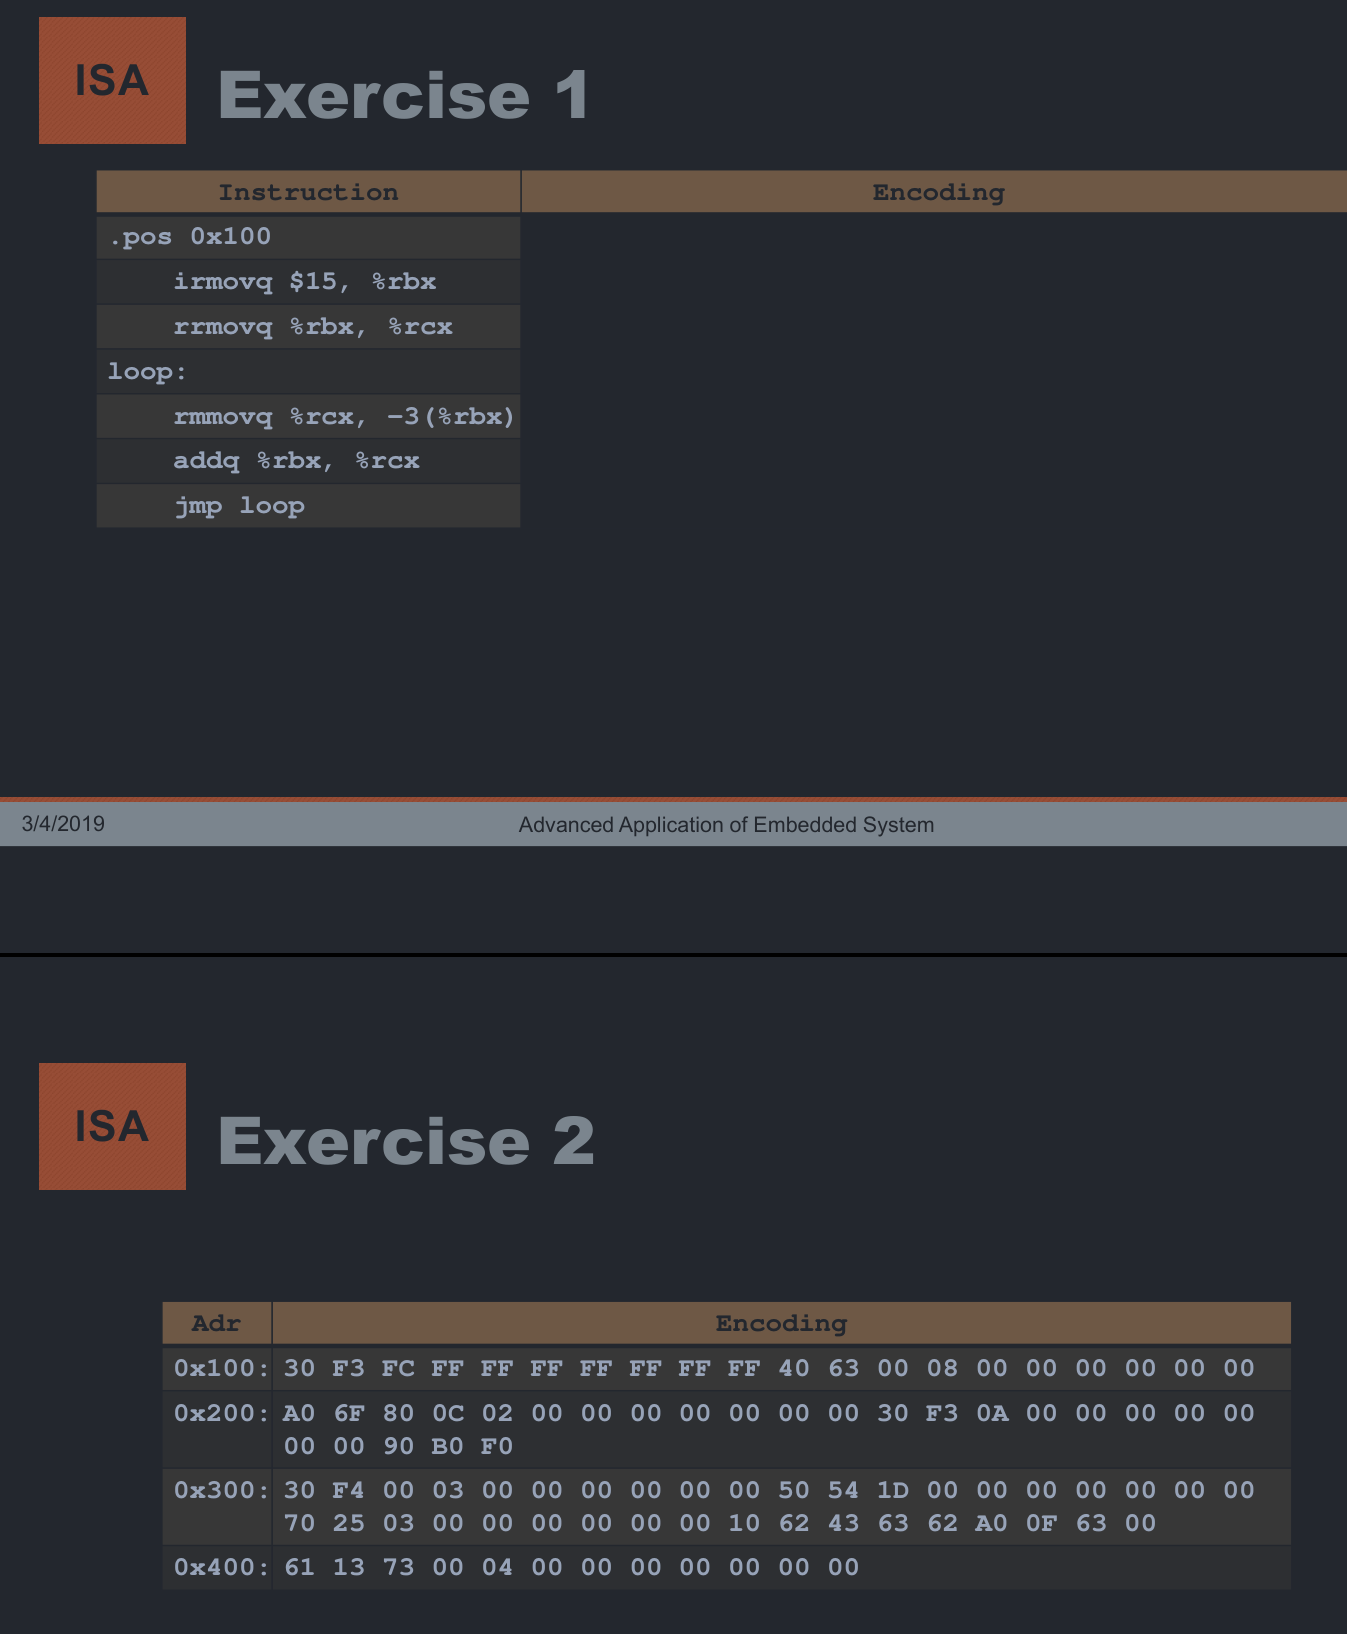 ISA
Exercise 1
Instruction Encoding
.pos 0x100
irmovq $15, %rbx
rrmovq %rbx, %rcx
loop:
rmmovq %rcx, -3(%rbx)
addq %rbx, %rcx
jmp loop
3/4/2019 Advanced Application of Embedded System
ISA
Exercise 2
Adr Encoding
0x100: 30 F3 FC FF FF FF FF FF FF FF 40 63 00 08 00 00 00 00 00 00
0x200: A0 6F 80 0C 02 00 00 00 00 00 00 00 30 F3 0A 00 00 00 00 00
00 00 90 B0 F0
0x300: 30 F4 00 03 00 00 00 00 00 00 50 54 1D 00 00 00 00 00 00 00
70 25 03 00 00 00 00 00 00 10 62 43 63 62 A0 0F 63 00
0x400: 61 13 73 00 04 00 00 00 00 00 00 00